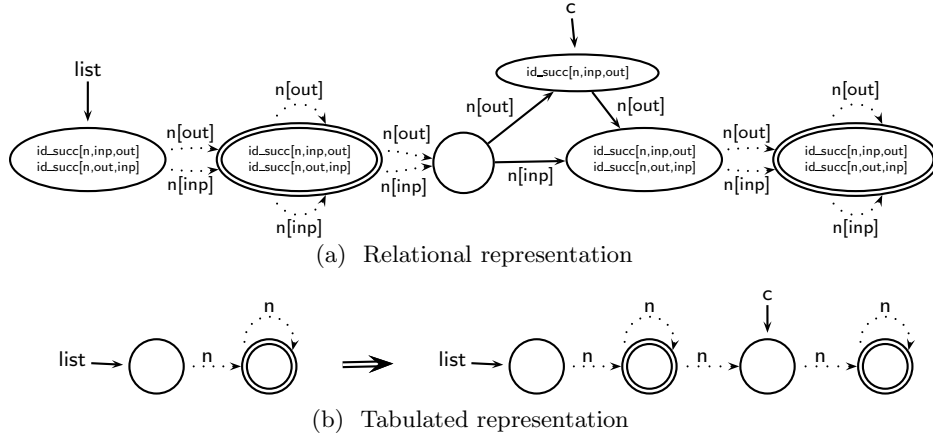 c
list
id_succ[n,inp,out]
n[out]
n[out]
n[out]
n[out]
n[out]
n[out]
n[out]
id_succ[n,inp,out]
id_succ[n,out,inp]
id_succ[n,inp,out]
id_succ[n,out,inp]
id_succ[n,inp,out]
id_succ[n,out,inp]
id_succ[n,inp,out]
id_succ[n,out,inp]
n[inp]
n[inp]
n[inp]
n[inp]
n[inp]
n[inp]
(a) Relational representation
n
c
n
n
list
n
list
n
n
n
(b) Tabulated representation